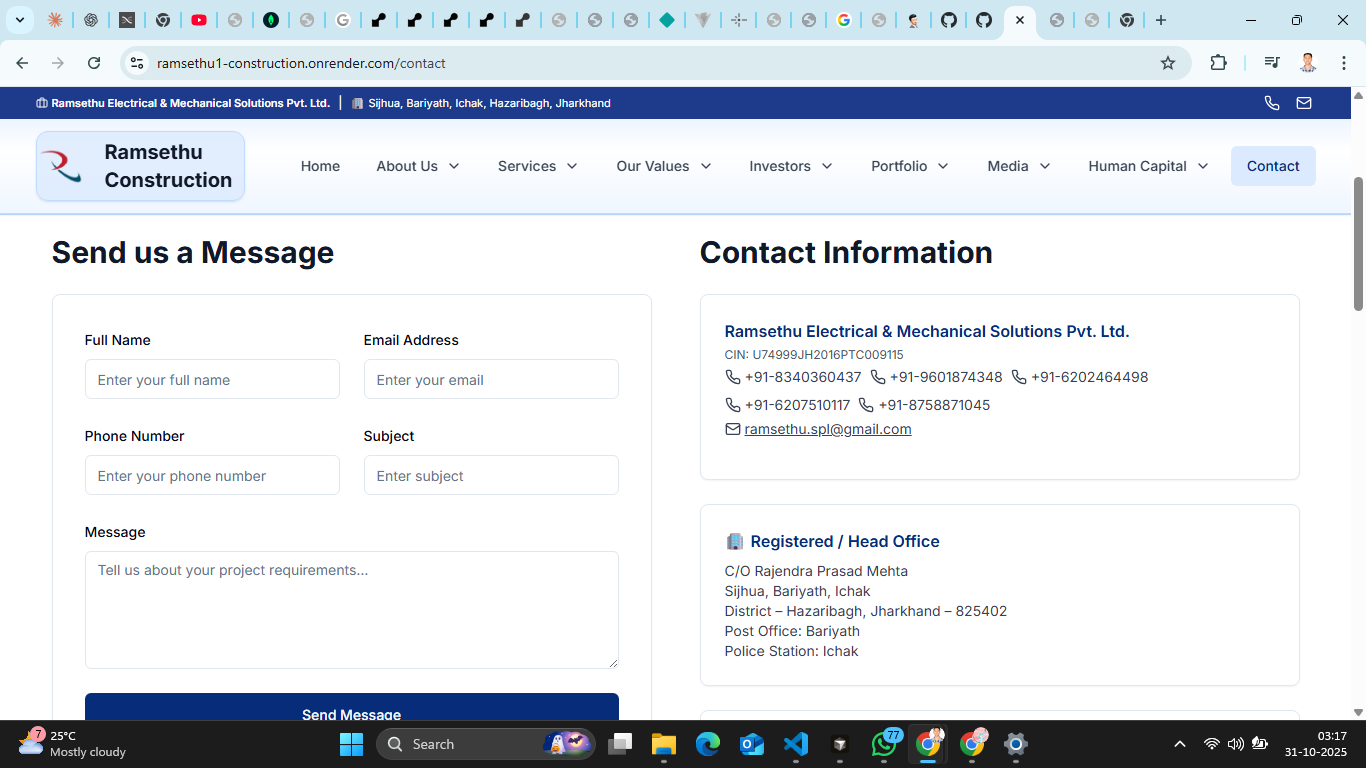 ramsethu1-construction.onrender.com/contact
Ramsethu Electrical & Mechanical Solutions Pvt. Ltd. | Sijhua, Bariyath, Ichak, Hazaribagh, Jharkhand
Ramsethu
Construction
Home About Us Services Our Values Investors Portfolio Media Human Capital Contact
Send us a Message
Full Name Email Address
Enter your full name Enter your email
Phone Number Subject
Enter your phone number Enter subject
Message
Tell us about your project requirements...
Send Message
Contact Information
Ramsethu Electrical & Mechanical Solutions Pvt. Ltd.
CIN: U74999JH2016PTC009115
+91-8340360437 +91-9601874348 +91-6202464498
+91-6207510117 +91-8758871045
ramsethu.spl@gmail.com
Registered / Head Office
C/O Rajendra Prasad Mehta
Sijhua, Bariyath, Ichak
District – Hazaribagh, Jharkhand – 825402
Post Office: Bariyath
Police Station: Ichak
7
25°C
Mostly cloudy
Search
77
03:17
31-10-2025